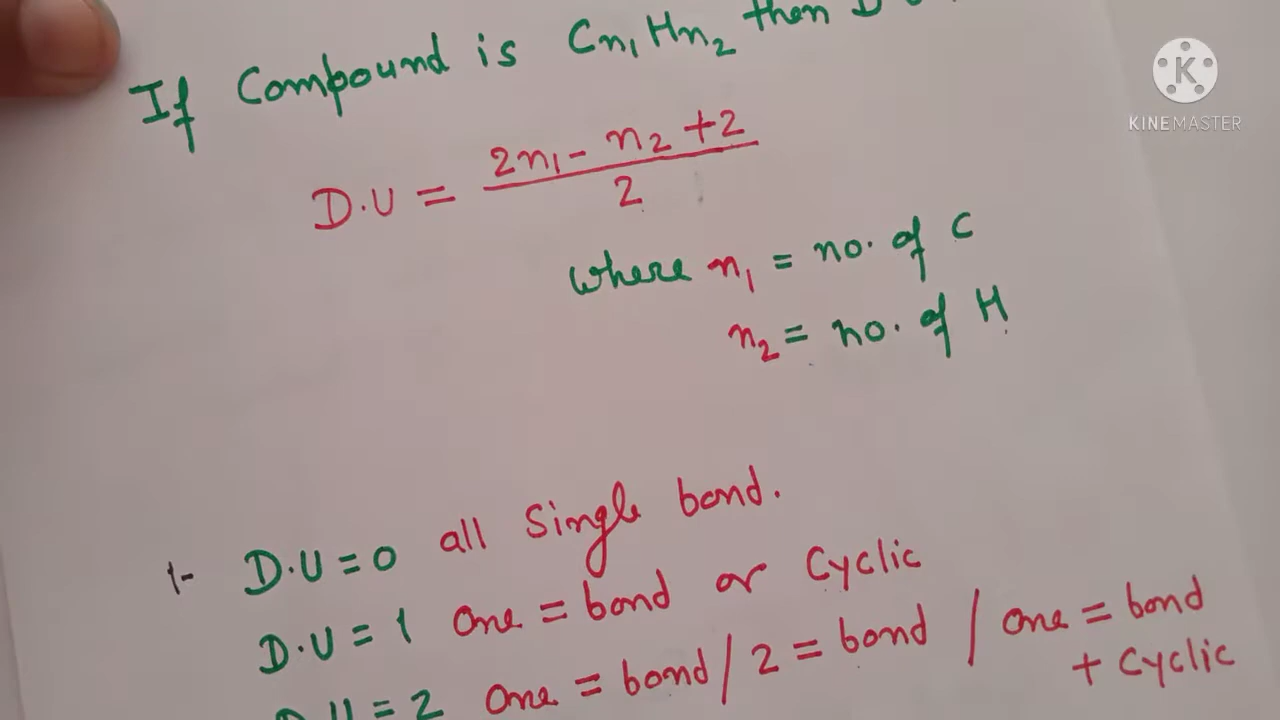 If Compound is Cn₁Hn₂ then D.U
D.U = 2n₁ - n₂ + 2
2
where n₁ = no. of C
n₂ = no. of H
1- D.U = 0 all single bond.
D.U = 1 One = bond or Cyclic
D.U = 2 One = bond / 2 = bond / One = bond
+ Cyclic
K
KINEMASTER